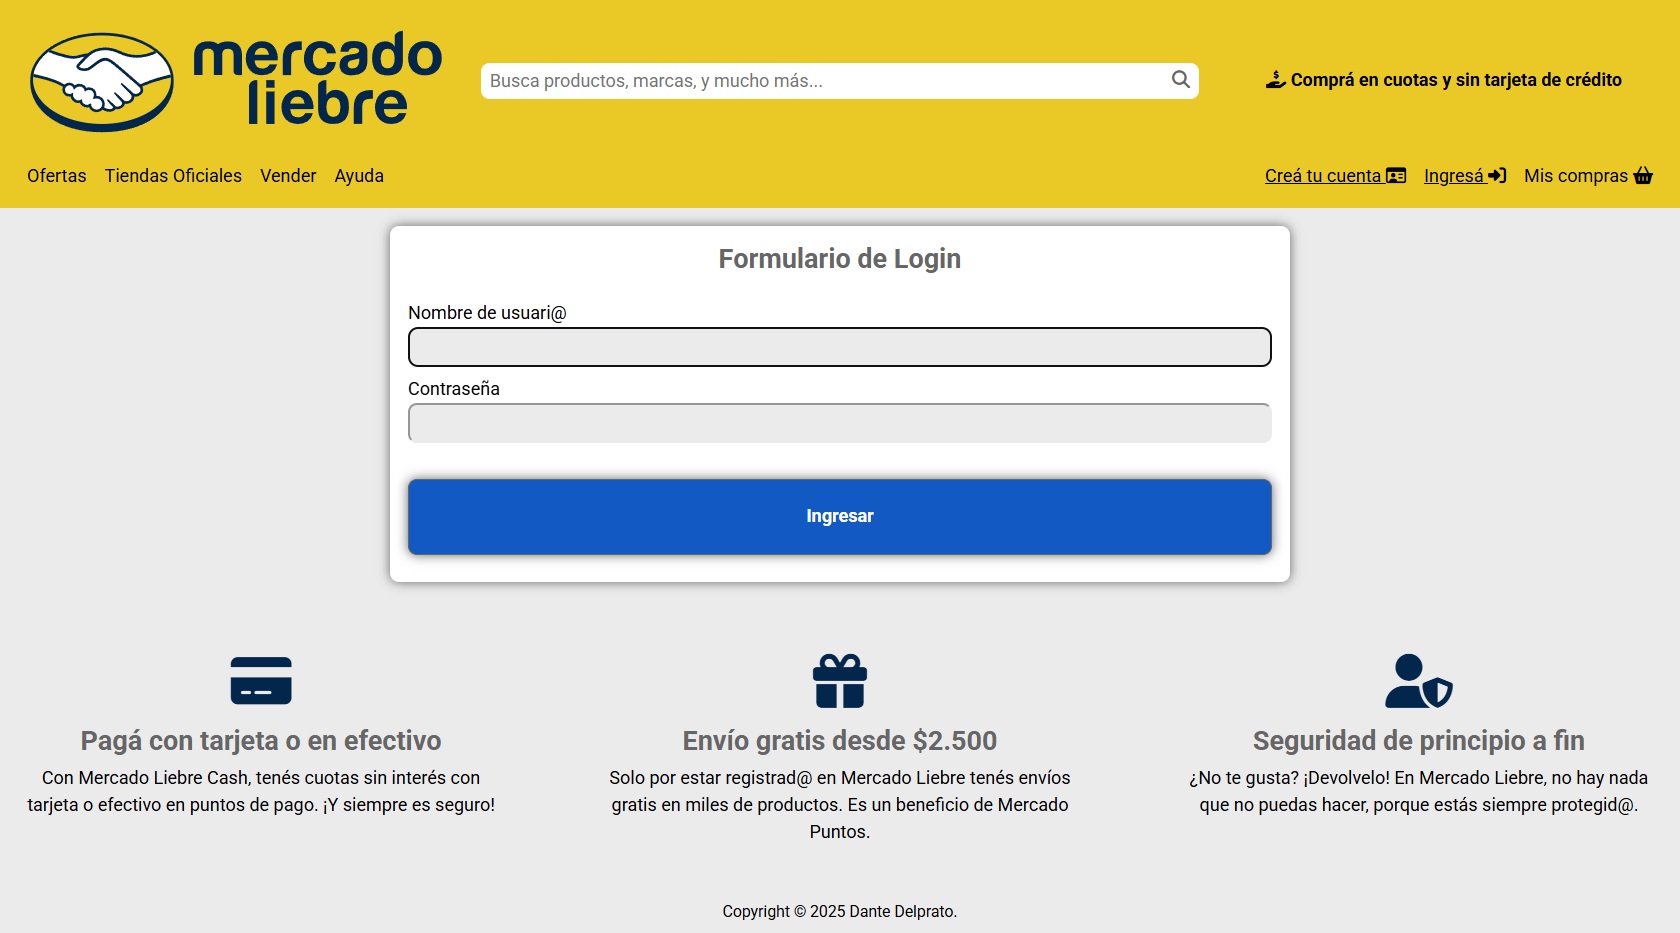 mercado
liebre
Busca productos, marcas, y mucho más...
Comprá en cuotas y sin tarjeta de crédito
Ofertas Tiendas Oficiales Vender Ayuda
Creá tu cuenta Ingresá Mis compras
Formulario de Login
Nombre de usuari@
Contraseña
Ingresar
Pagá con tarjeta o en efectivo
Con Mercado Liebre Cash, tenés cuotas sin interés con
tarjeta o efectivo en puntos de pago. ¡Y siempre es seguro!
Envío gratis desde $2.500
Solo por estar registrad@ en Mercado Liebre tenés envíos
gratis en miles de productos. Es un beneficio de Mercado
Puntos.
Seguridad de principio a fin
¿No te gusta? ¡Devolvelo! En Mercado Liebre, no hay nada
que no puedas hacer, porque estás siempre protegid@.
Copyright © 2025 Dante Delprato.